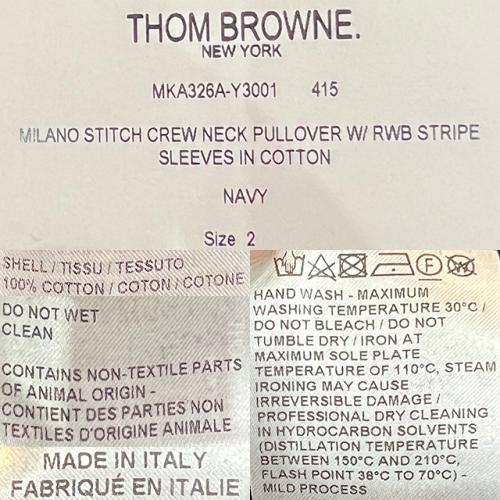 THOM BROWNE.
NEW YORK
MKA326A-Y3001 415
MILANO STITCH CREW NECK PULLOVER W/ RWB STRIPE
SLEEVES IN COTTON
NAVY
Size 2
SHELL / TISSU / TESSUTO
100% COTTON / COTON / COTONE
DO NOT WET
CLEAN
CONTAINS NON-TEXTILE PARTS
OF ANIMAL ORIGIN -
CONTIENT DES PARTIES NON
TEXTILES D'ORIGINE ANIMALE
MADE IN ITALY
FABRIQUÉ EN ITALIE
F
HAND WASH - MAXIMUM
WASHING TEMPERATURE 30°C /
DO NOT BLEACH / DO NOT
TUMBLE DRY / IRON AT
MAXIMUM SOLE PLATE
TEMPERATURE OF 110°C, STEAM
IRONING MAY CAUSE
IRREVERSIBLE DAMAGE /
PROFESSIONAL DRY CLEANING
IN HYDROCARBON SOLVENTS
(DISTILLATION TEMPERATURE
BETWEEN 150°C AND 210°C,
FLASH POINT 38°C TO 70°C) -
MILD PROCESS